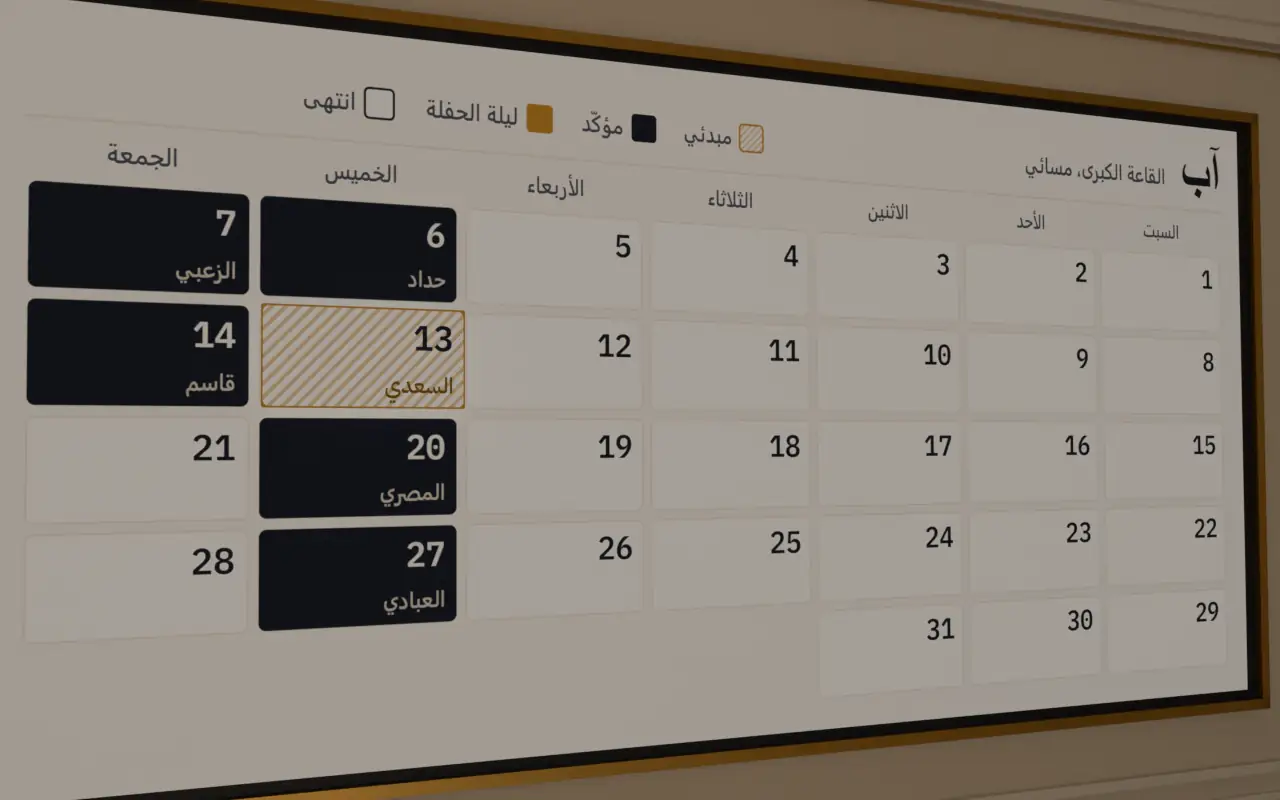 آب القاعة الكبرى، مسائي
مبدئي مؤكّد ليلة الحفلة انتهى
السبت الأحد الاثنين الثلاثاء الأربعاء الخميس الجمعة
1 2 3 4 5 6 7
حداد الزعبي
8 9 10 11 12 13 14
السعدي قاسم
15 16 17 18 19 20 21
المصري
22 23 24 25 26 27 28
العبادي
29 30 31